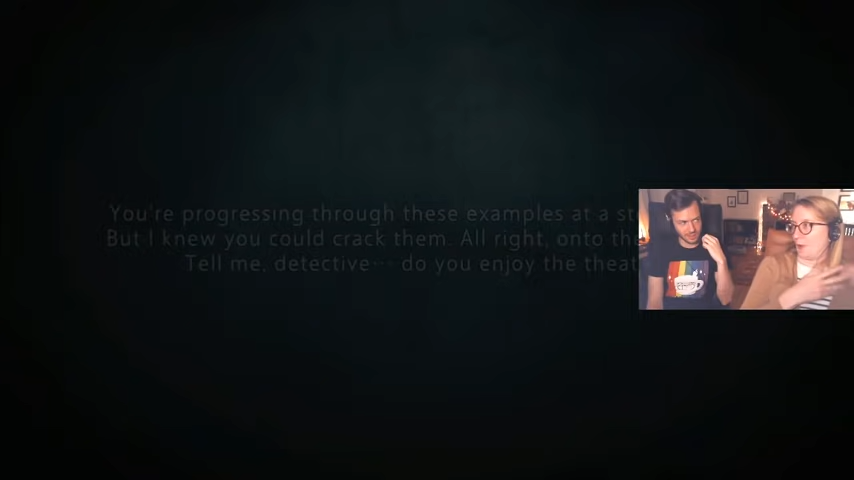 You're progressing through these examples at a
But I knew you could crack them. All right, onto
Tell me, detective… do you enjoy the